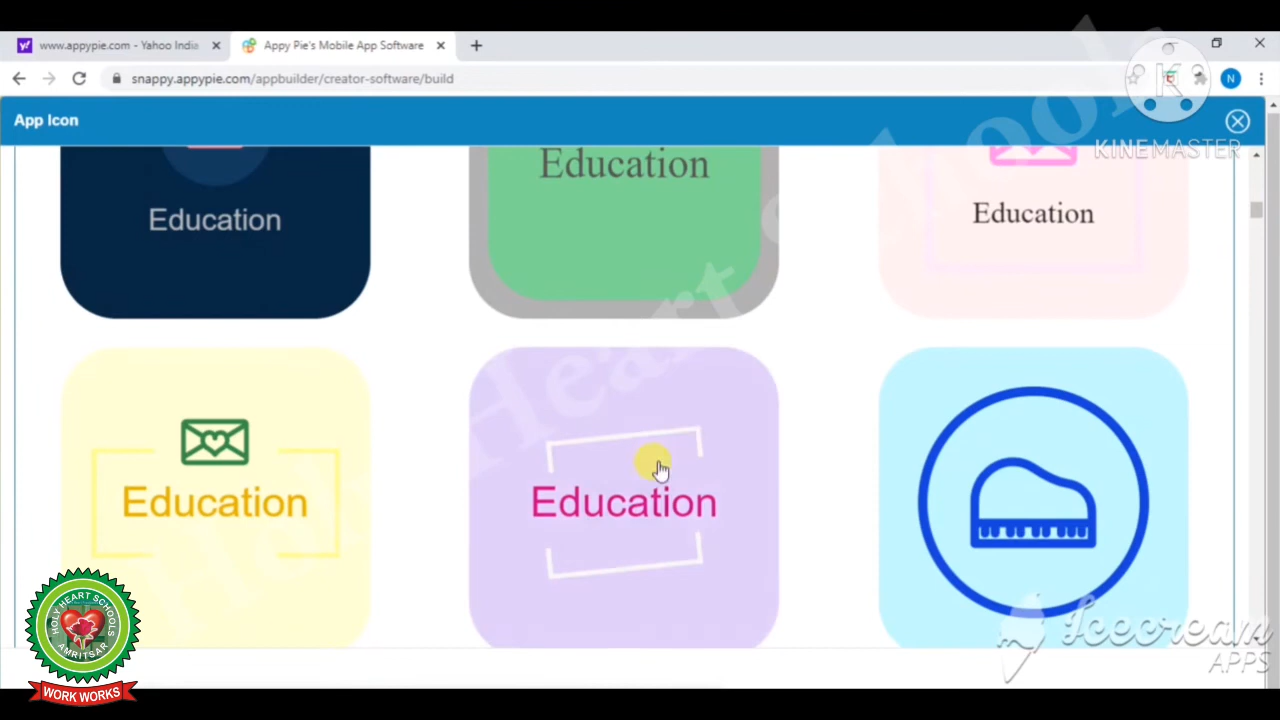 www.appypie.com - Yahoo India
Appy Pie's Mobile App Software
snappy.appypie.com/appbuilder/creator-software/build
N
K
KINEMASTER
App Icon
Education
Education
Education
Education
Education
Heart
HOLY HEART SCHOOLS
AMRITSAR
WORK WORKS
Icecream
APPS